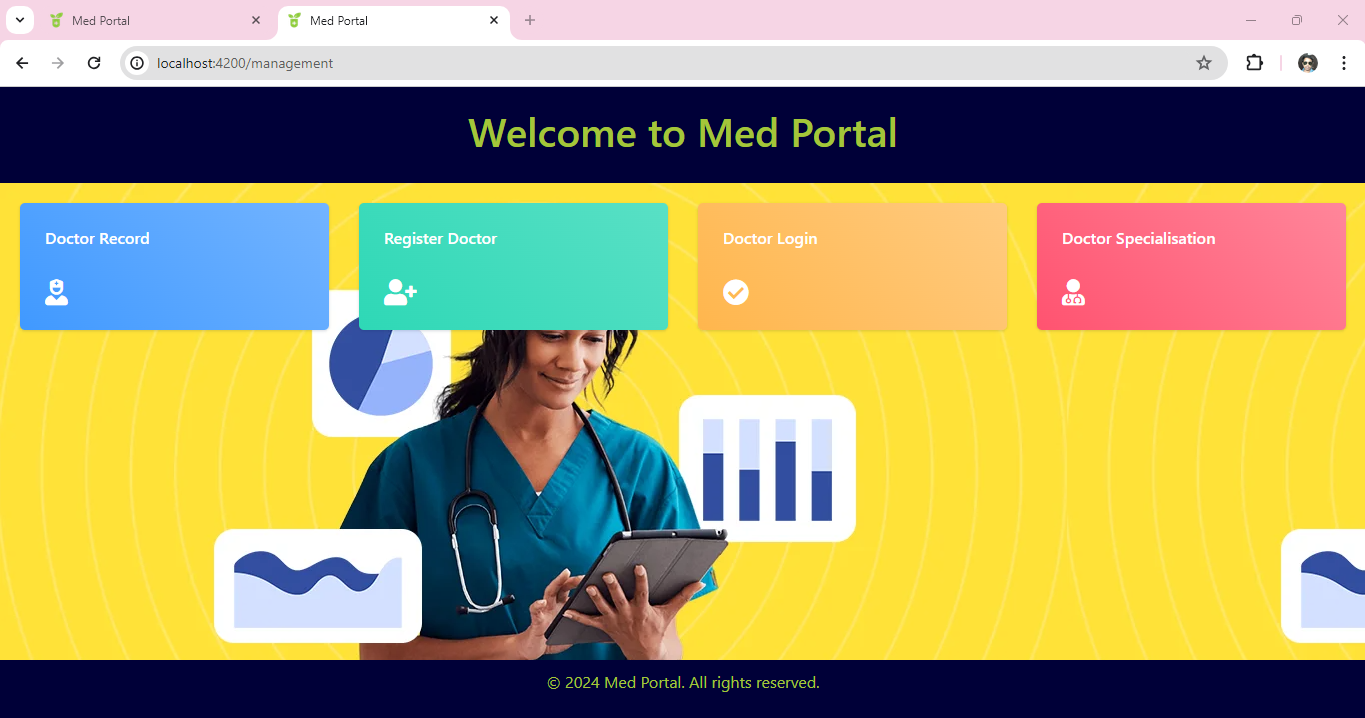 Med Portal
Med Portal
localhost:4200/management
Welcome to Med Portal
Doctor Record
Register Doctor
Doctor Login
Doctor Specialisation
© 2024 Med Portal. All rights reserved.